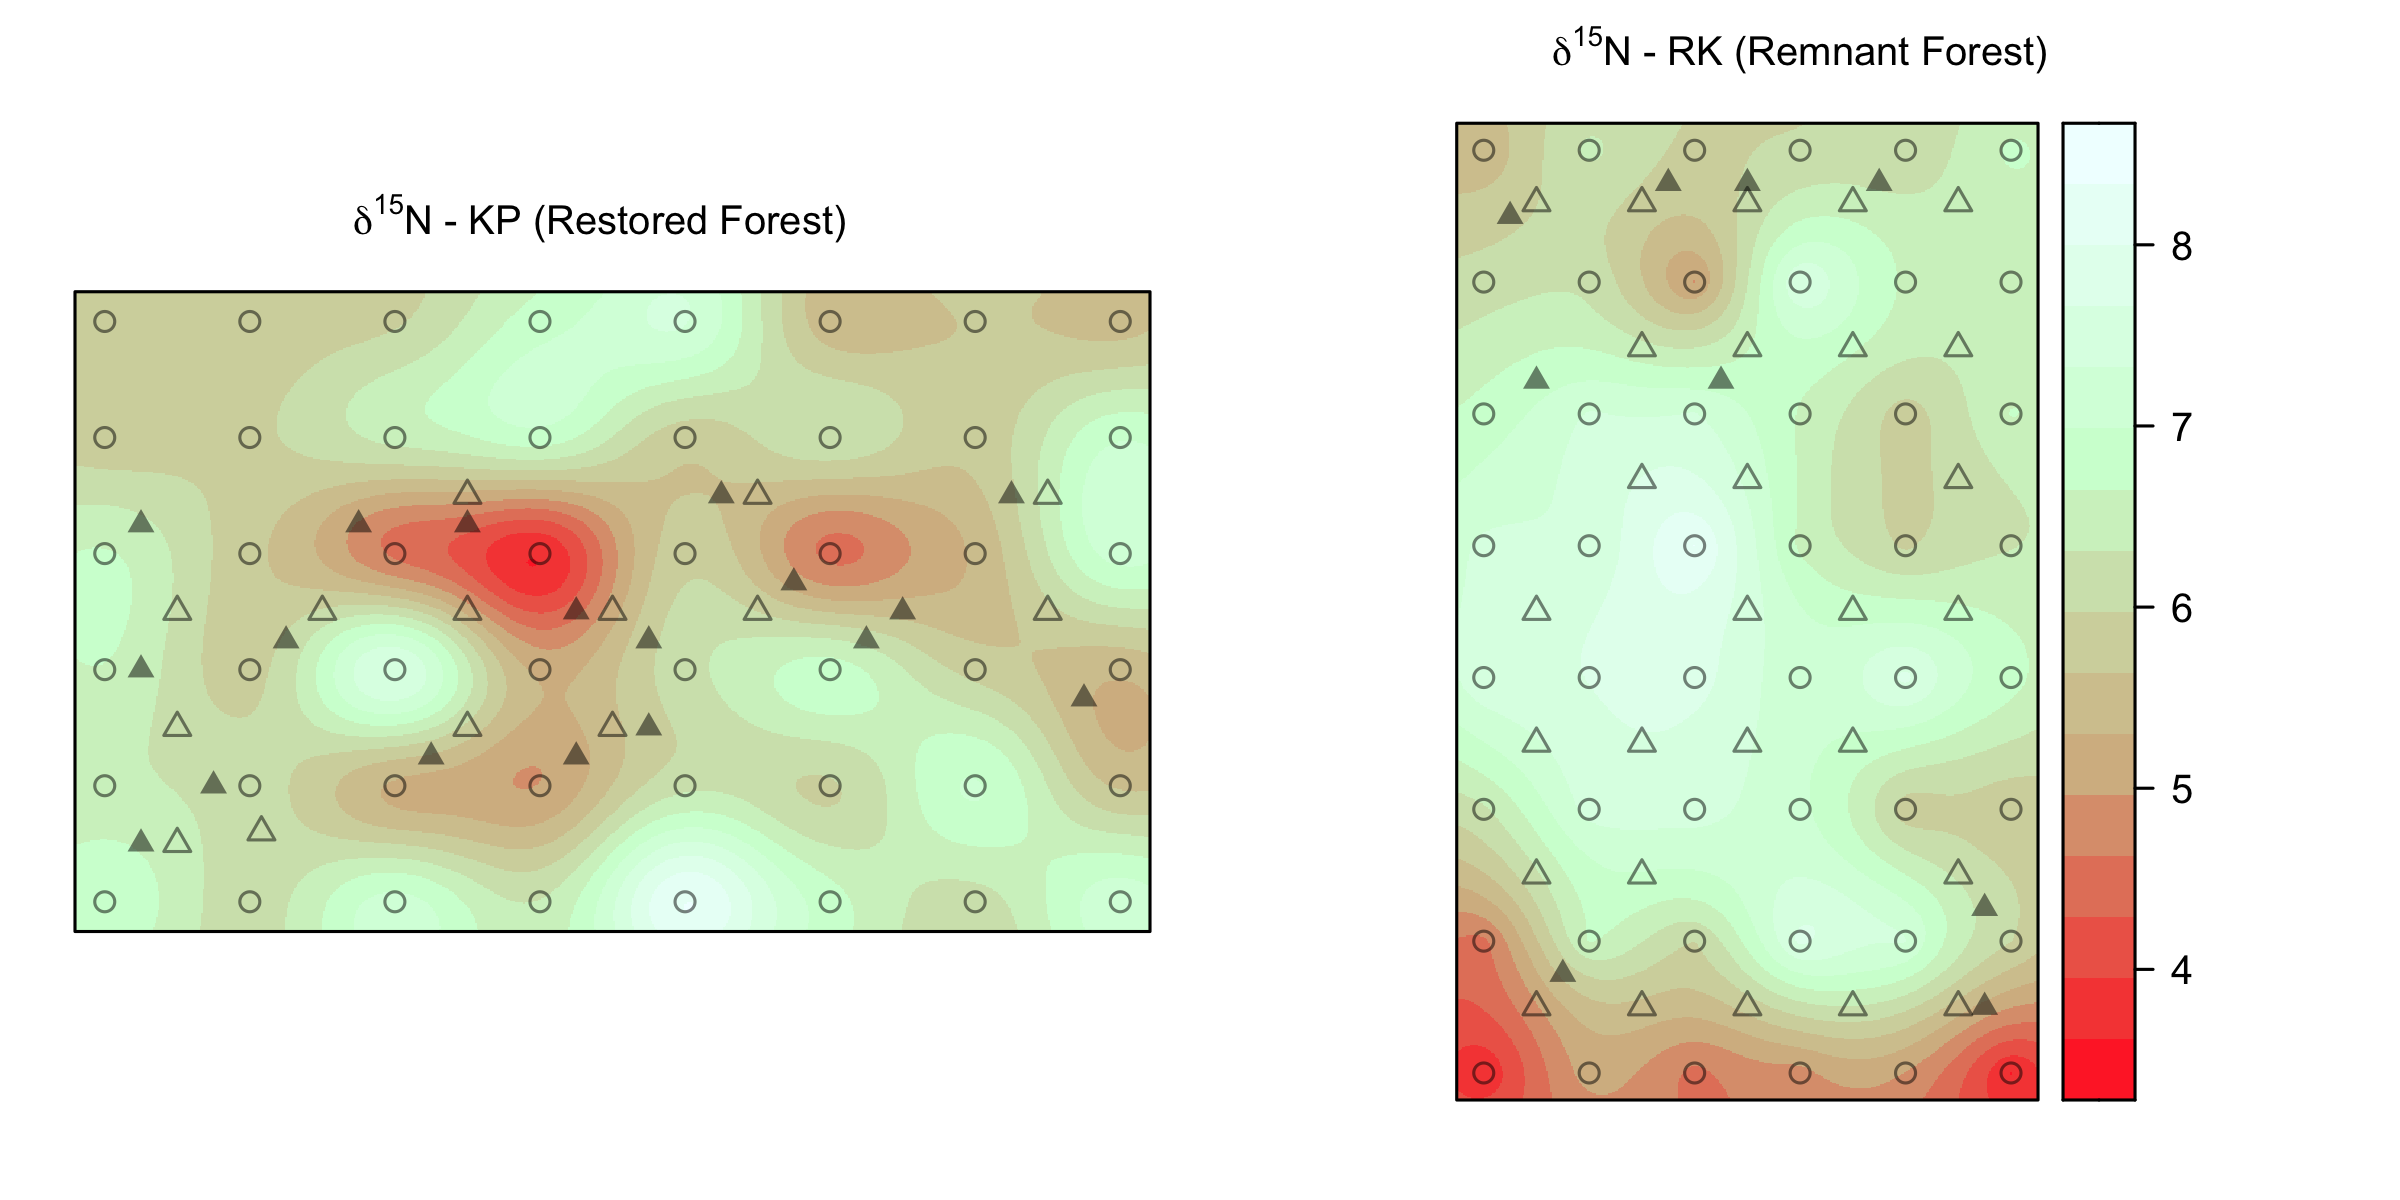 δ15N - RK (Remnant Forest)
δ15N - KP (Restored Forest)
8
7
6
5
4